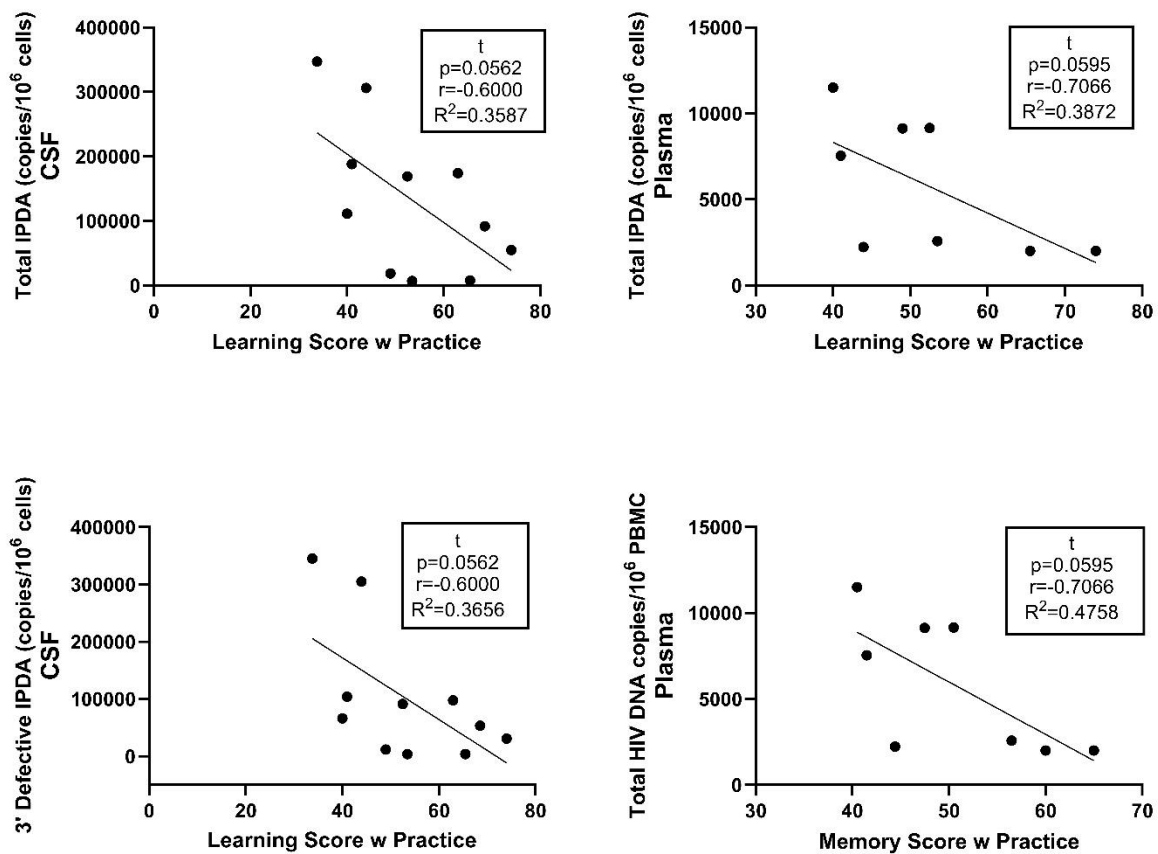 Total IPDA (copies/10⁶ cells)
CSF
400000
300000
200000
100000
0
0 20 40 60 80
Learning Score w Practice
t
p=0.0562
r=-0.6000
R²=0.3587
Total IPDA (copies/10⁶ cells)
Plasma
15000
10000
5000
0
30 40 50 60 70 80
Learning Score w Practice
t
p=0.0595
r=-0.7066
R²=0.3872
3' Defective IPDA (copies/10⁶ cells)
CSF
400000
300000
200000
100000
0
0 20 40 60 80
Learning Score w Practice
t
p=0.0562
r=-0.6000
R²=0.3656
Total HIV DNA copies/10⁶ PBMC
Plasma
15000
10000
5000
0
30 40 50 60 70
Memory Score w Practice
t
p=0.0595
r=-0.7066
R²=0.4758